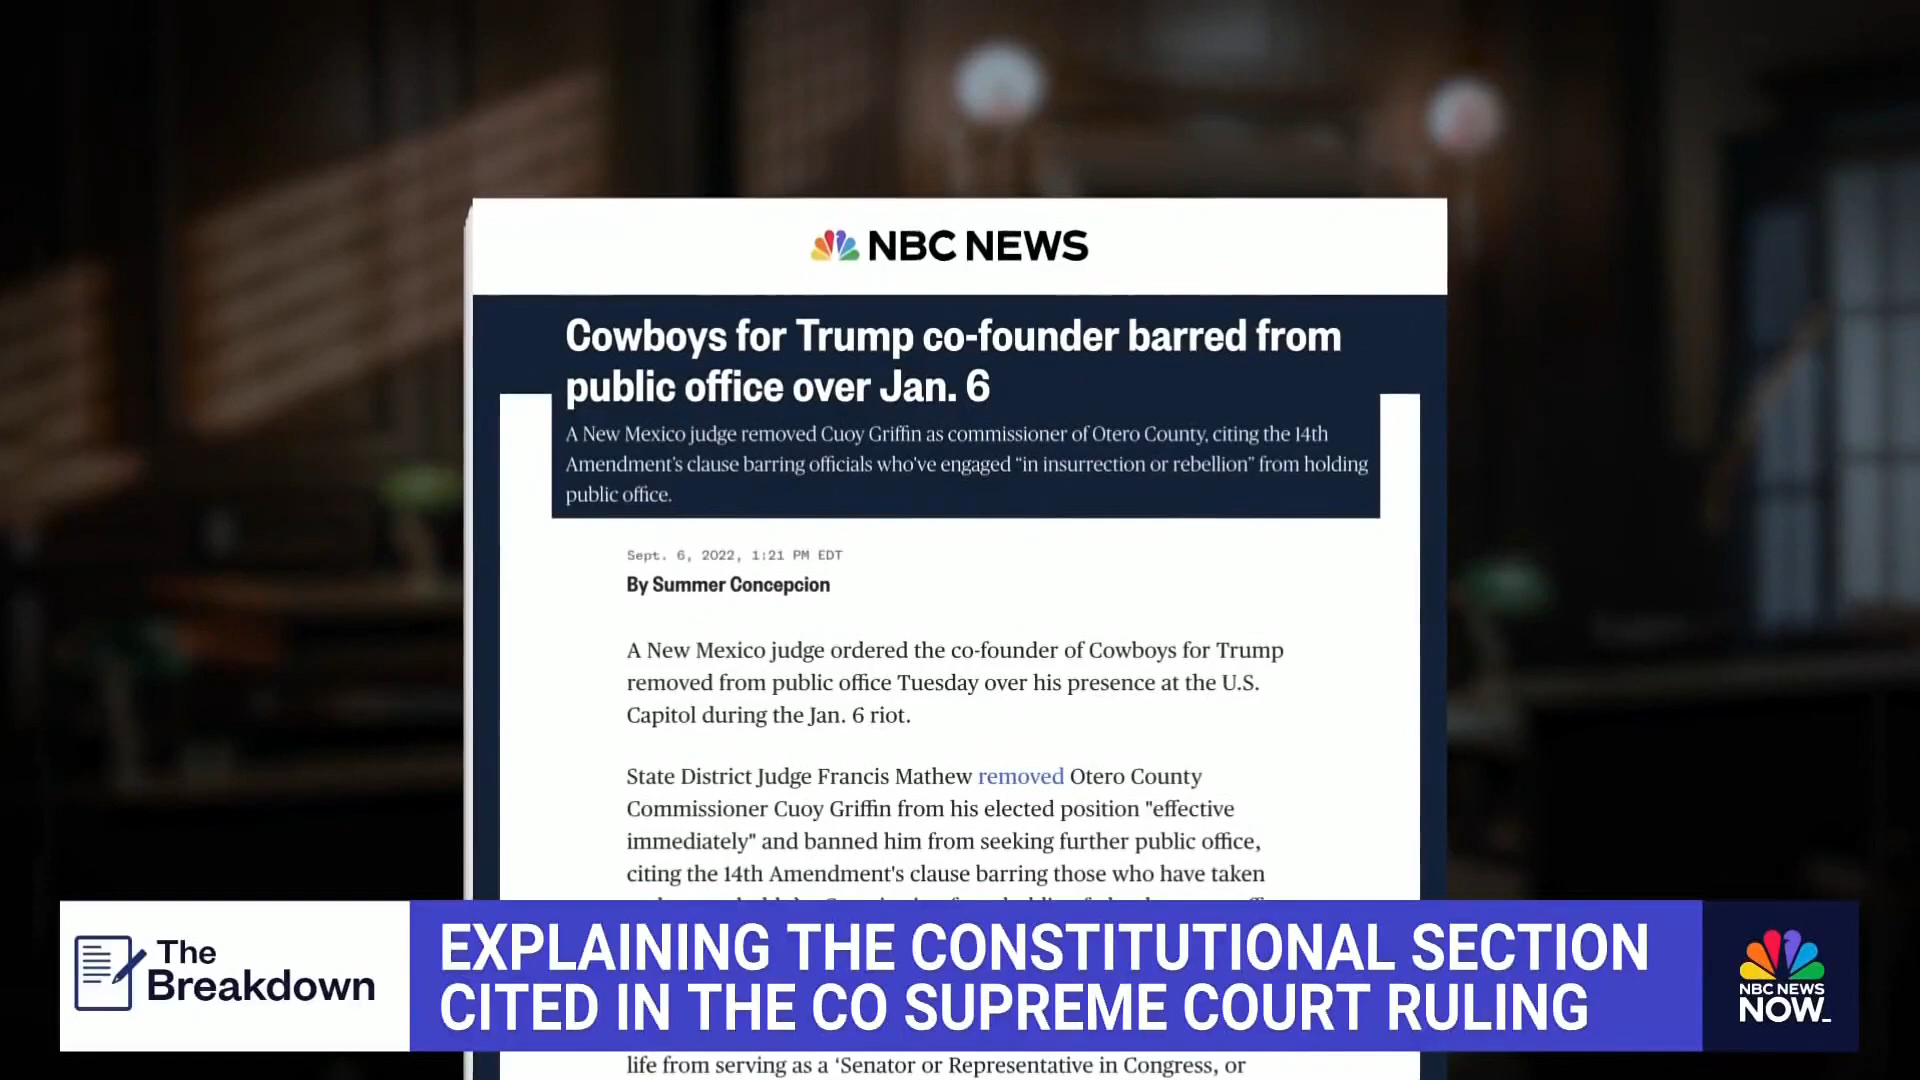 NBC NEWS
Cowboys for Trump co-founder barred from
public office over Jan. 6
A New Mexico judge removed Cuoy Griffin as commissioner of Otero County, citing the 14th
Amendment's clause barring officials who've engaged “in insurrection or rebellion” from holding
public office.
Sept. 6, 2022, 1:21 PM EDT
By Summer Concepcion
A New Mexico judge ordered the co-founder of Cowboys for Trump
removed from public office Tuesday over his presence at the U.S.
Capitol during the Jan. 6 riot.
State District Judge Francis Mathew removed Otero County
Commissioner Cuoy Griffin from his elected position "effective
immediately" and banned him from seeking further public office,
citing the 14th Amendment's clause barring those who have taken
The
Breakdown
EXPLAINING THE CONSTITUTIONAL SECTION
CITED IN THE CO SUPREME COURT RULING
NBC NEWS
NOW_
life from serving as a ‘Senator or Representative in Congress, or